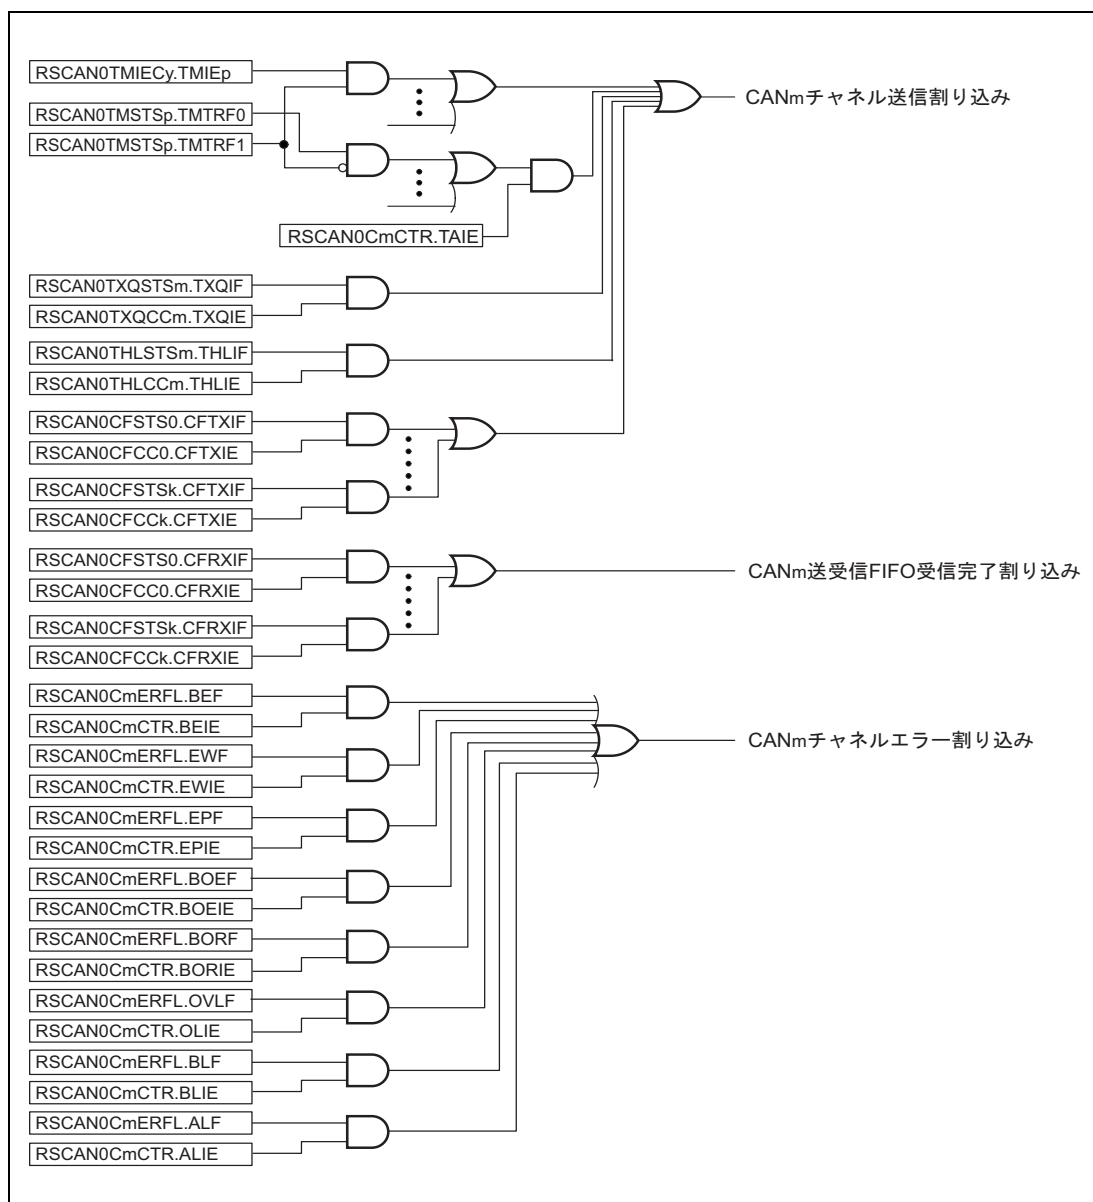 RSCAN0TMIECy.TMIEp
RSCAN0TMSTSp.TMTRF0
RSCAN0TMSTSp.TMTRF1
RSCAN0CmCTR.TAIE
CANmチャネル送信割り込み
RSCAN0TXQSTSm.TXQIF
RSCAN0TXQCCm.TXQIE
RSCAN0THLSTSm.THLIF
RSCAN0THLCCm.THLIE
RSCAN0CFSTS0.CFTXIF
RSCAN0CFCC0.CFTXIE
RSCAN0CFSTSk.CFTXIF
RSCAN0CFCCk.CFTXIE
RSCAN0CFSTS0.CFRXIF
RSCAN0CFCC0.CFRXIE
CANm送受信FIFO受信完了割り込み
RSCAN0CFSTSk.CFRXIF
RSCAN0CFCCk.CFRXIE
RSCAN0CmERFL.BEF
RSCAN0CmCTR.BEIE
CANmチャネルエラー割り込み
RSCAN0CmERFL.EWF
RSCAN0CmCTR.EWIE
RSCAN0CmERFL.EPF
RSCAN0CmCTR.EPIE
RSCAN0CmERFL.BOEF
RSCAN0CmCTR.BOEIE
RSCAN0CmERFL.BORF
RSCAN0CmCTR.BORIE
RSCAN0CmERFL.OVLF
RSCAN0CmCTR.OLIE
RSCAN0CmERFL.BLF
RSCAN0CmCTR.BLIE
RSCAN0CmERFL.ALF
RSCAN0CmCTR.ALIE